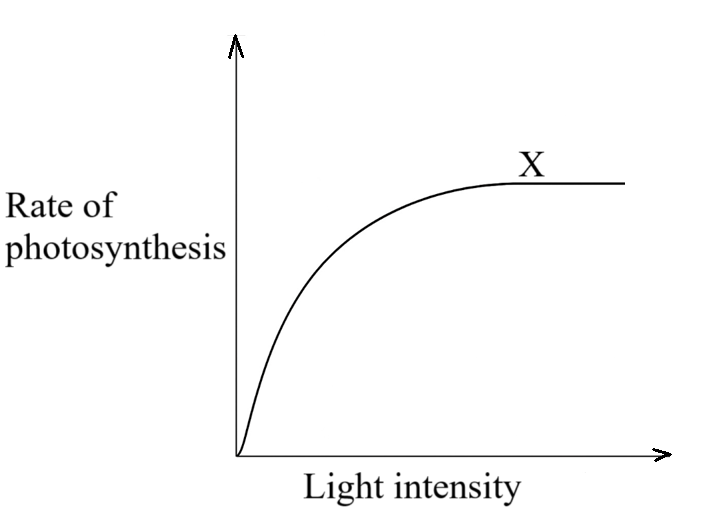 X
Rate of
photosynthesis
Light intensity